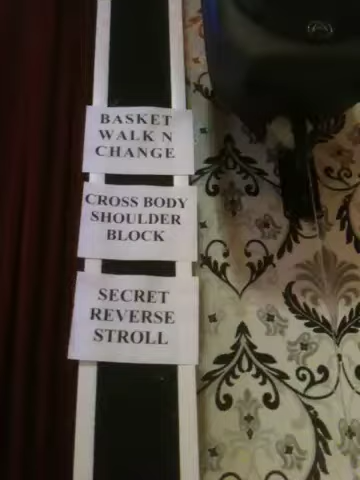 BASKET
WALK N
CHANGE
CROSS BODY
SHOULDER
BLOCK
SECRET
REVERSE
STROLL